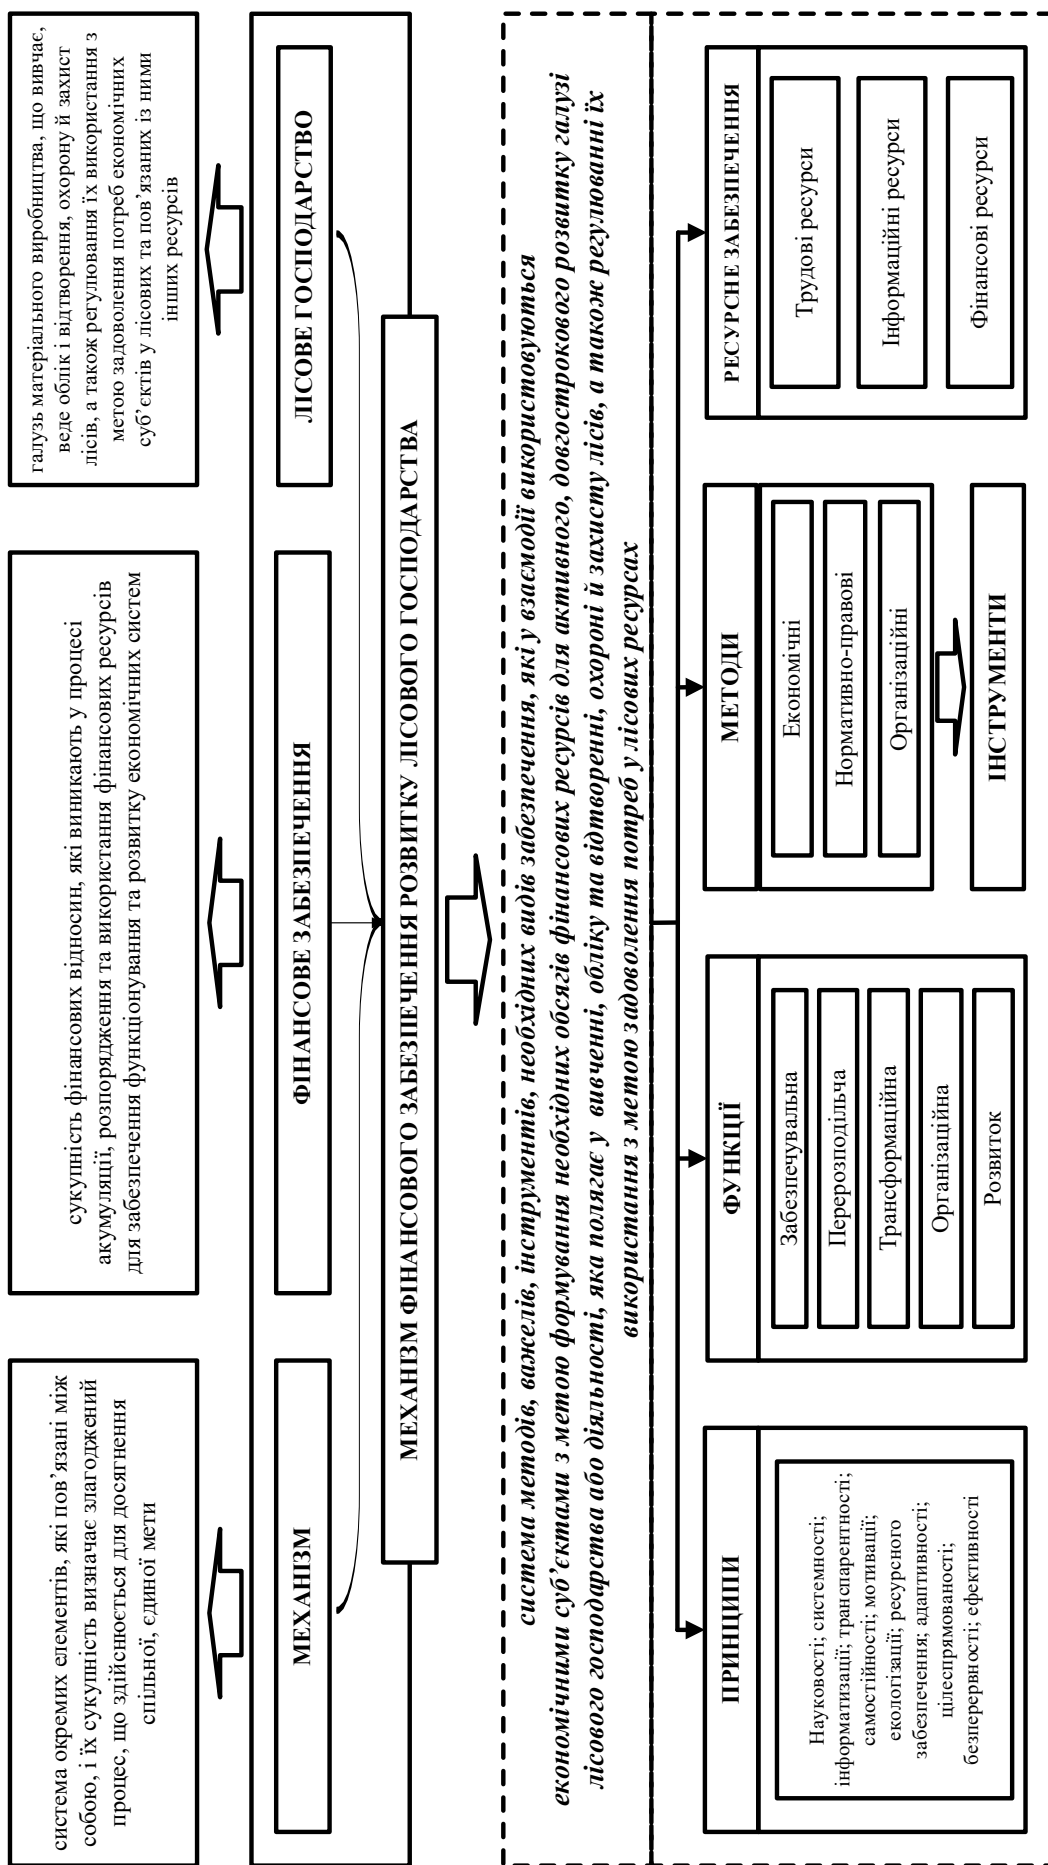 система окремих елементів, які пов’язані між
собою, і їх сукупність визначає злагоджений
процес, що здійснюється для досягнення
спільної, єдиної мети
сукупність фінансових відносин, які виникають у процесі
акумуляції, розпорядження та використання фінансових ресурсів
для забезпечення функціонування та розвитку економічних систем
галузь матеріального виробництва, що вивчає,
веде облік і відтворення, охорону й захист
лісів, а також регулювання їх використання з
метою задоволення потреб економічних
суб’єктів у лісових та пов’язаних із ними
інших ресурсів
МЕХАНІЗМ
ФІНАНСОВЕ ЗАБЕЗПЕЧЕННЯ
ЛІСОВЕ ГОСПОДАРСТВО
МЕХАНІЗМ ФІНАНСОВОГО ЗАБЕЗПЕЧЕННЯ РОЗВИТКУ ЛІСОВОГО ГОСПОДАРСТВА
система методів, важелів, інструментів, необхідних видів забезпечення, які у взаємодії використовуються
економічними суб’єктами з метою формування необхідних обсягів фінансових ресурсів для активного, довгострокового розвитку галузі
лісового господарства або діяльності, яка полягає у вивченні, обліку та відтворенні, охороні й захисту лісів, а також регулюванні їх
використання з метою задоволення потреб у лісових ресурсах
ПРИНЦИПИ
Науковості; системності;
інформатизації; транспарентності;
самостійності; мотивації;
екологізації; ресурсного
забезпечення; адаптивності;
цілеспрямованості;
безперервності; ефективності
ФУНКЦІЇ
Забезпечувальна
Перерозподільча
Трансформаційна
Організаційна
Розвиток
МЕТОДИ
Економічні
Нормативно-правові
Організаційні
ІНСТРУМЕНТИ
РЕСУРСНЕ ЗАБЕЗПЕЧЕННЯ
Трудові ресурси
Інформаційні ресурси
Фінансові ресурси